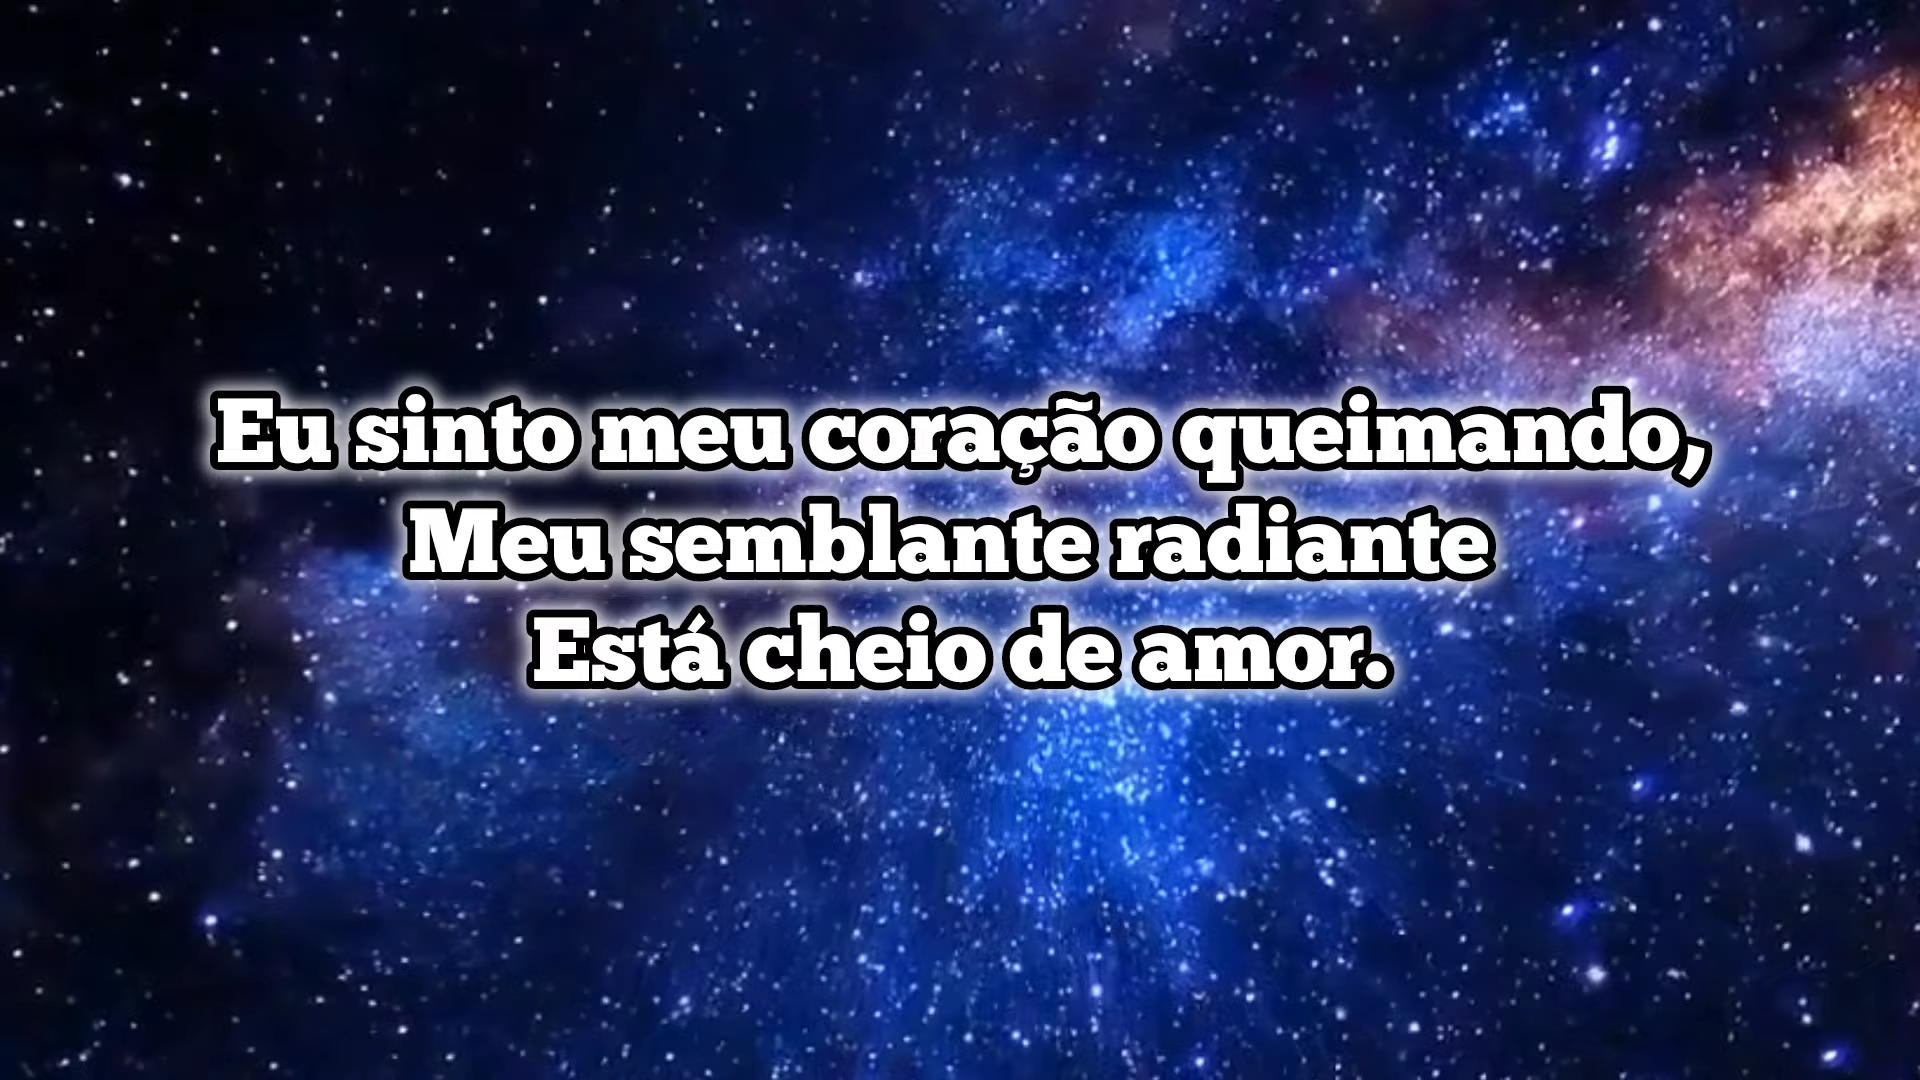 Eu sinto meu coração queimando,
Meu semblante radiante
Está cheio de amor.